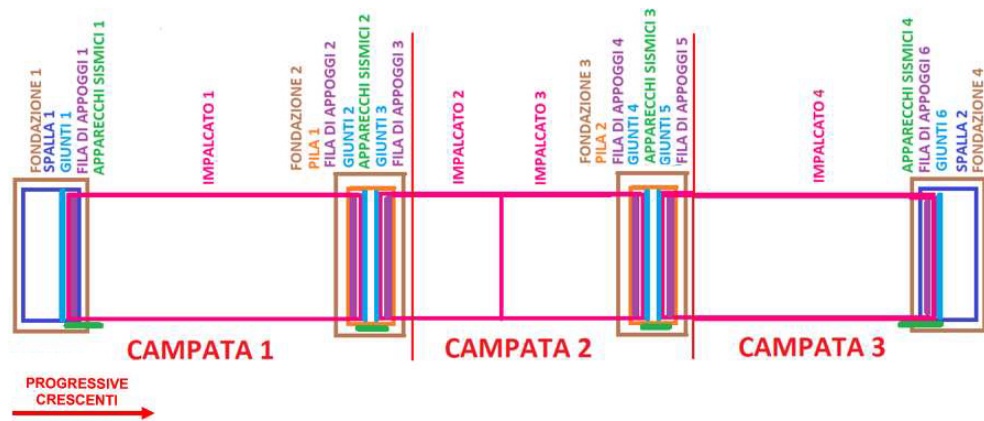 FONDAZIONE 1
SPALLA 1
GIUNTI 1
FILA DI APPOGGI 1
APPARECCHI SISMICI 1
IMPALCATO 1
FONDAZIONE 2
PILA 1
FILA DI APPOGGI 2
GIUNTI 2
APPARECCHI SISMICI 2
GIUNTI 3
FILA DI APPOGGI 3
IMPALCATO 2
IMPALCATO 3
FONDAZIONE 3
PILA 2
FILA DI APPOGGI 4
GIUNTI 4
APPARECCHI SISMICI 3
GIUNTI 5
FILA DI APPOGGI 5
IMPALCATO 4
APPARECCHI SISMICI 4
FILA DI APPOGGI 6
GIUNTI 6
SPALLA 2
FONDAZIONE 4
CAMPATA 1
CAMPATA 2
CAMPATA 3
PROGRESSIVE
CRESCENTI